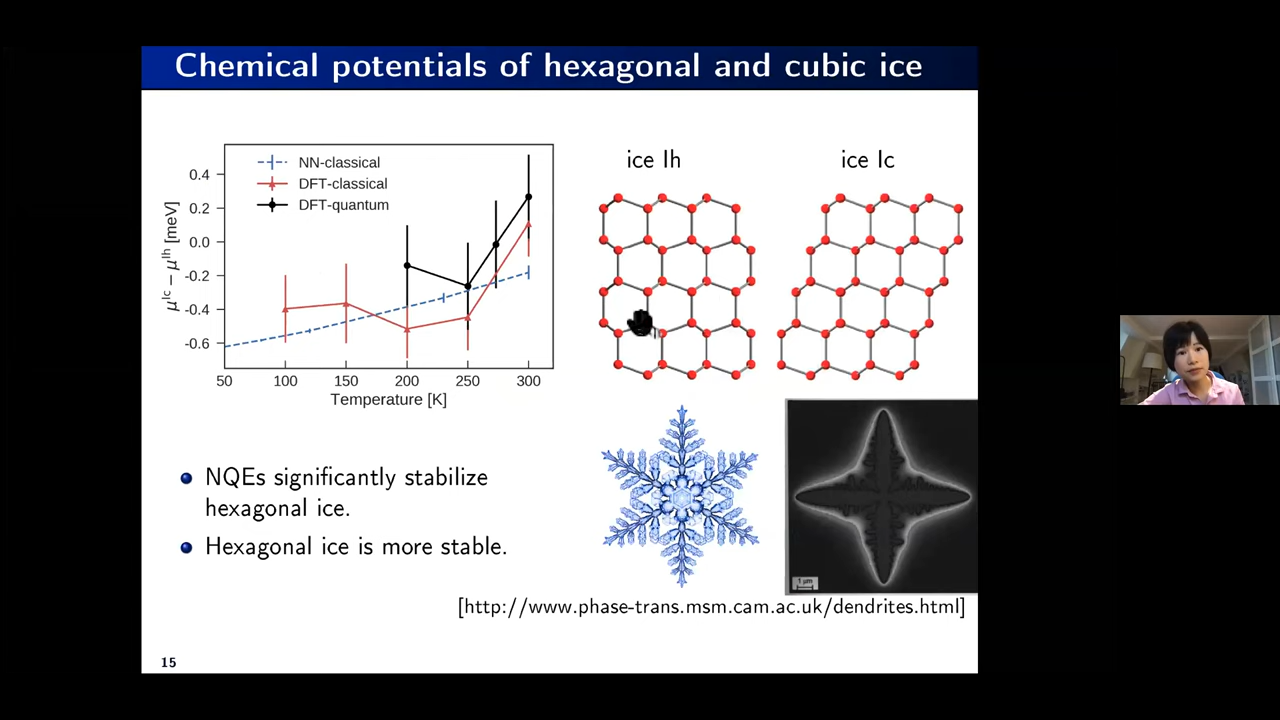 Chemical potentials of hexagonal and cubic ice
NN-classical
DFT-classical
DFT-quantum
0.4
0.2
0.0
-0.2
-0.4
-0.6
μ^Ic − μ^Ih [meV]
50 100 150 200 250 300
Temperature [K]
ice Ih
ice Ic
NQEs significantly stabilize
hexagonal ice.
Hexagonal ice is more stable.
1 μm
[http://www.phase-trans.msm.cam.ac.uk/dendrites.html]
15